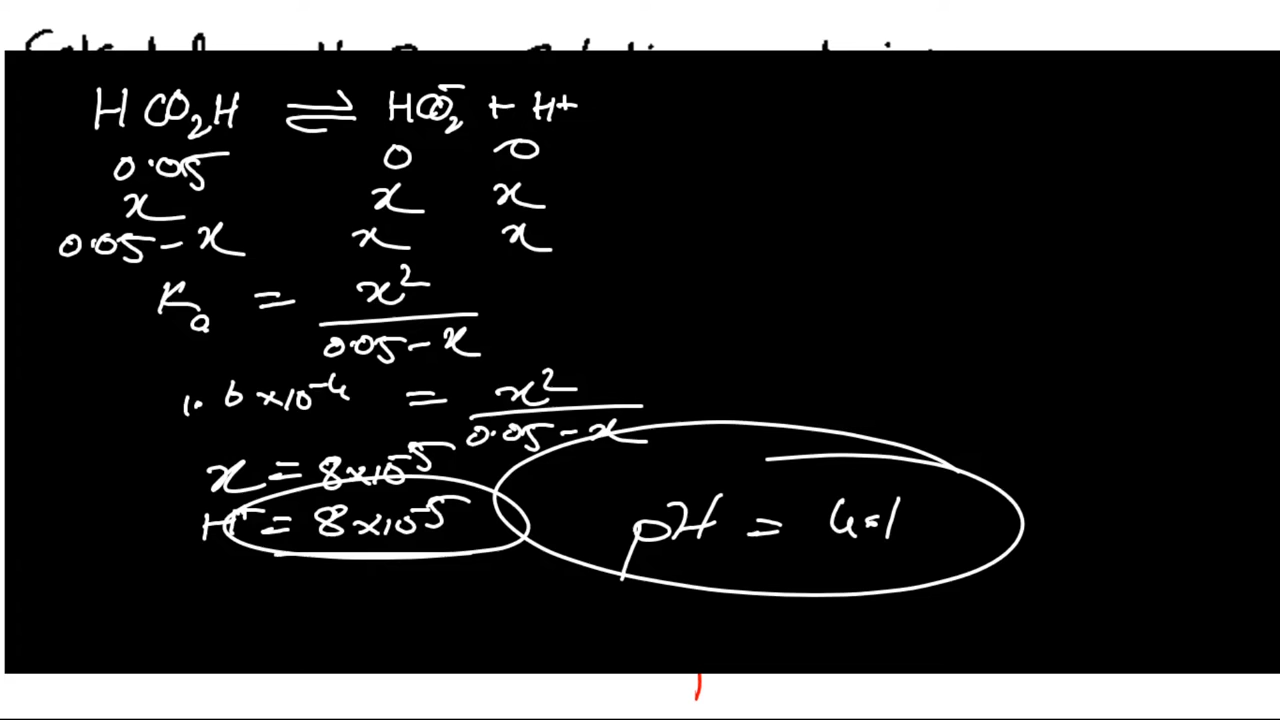 HCO₂H ⇌ HCO₂⁻ + H+
0.05 0 0
x x x
0.05 - x x x
Ka = x² / (0.05 - x)
1.6 × 10⁻⁴ = x² / (0.05 - x)
x = 8×10⁻⁵
H⁺ = 8×10⁻⁵
pH = 4.1